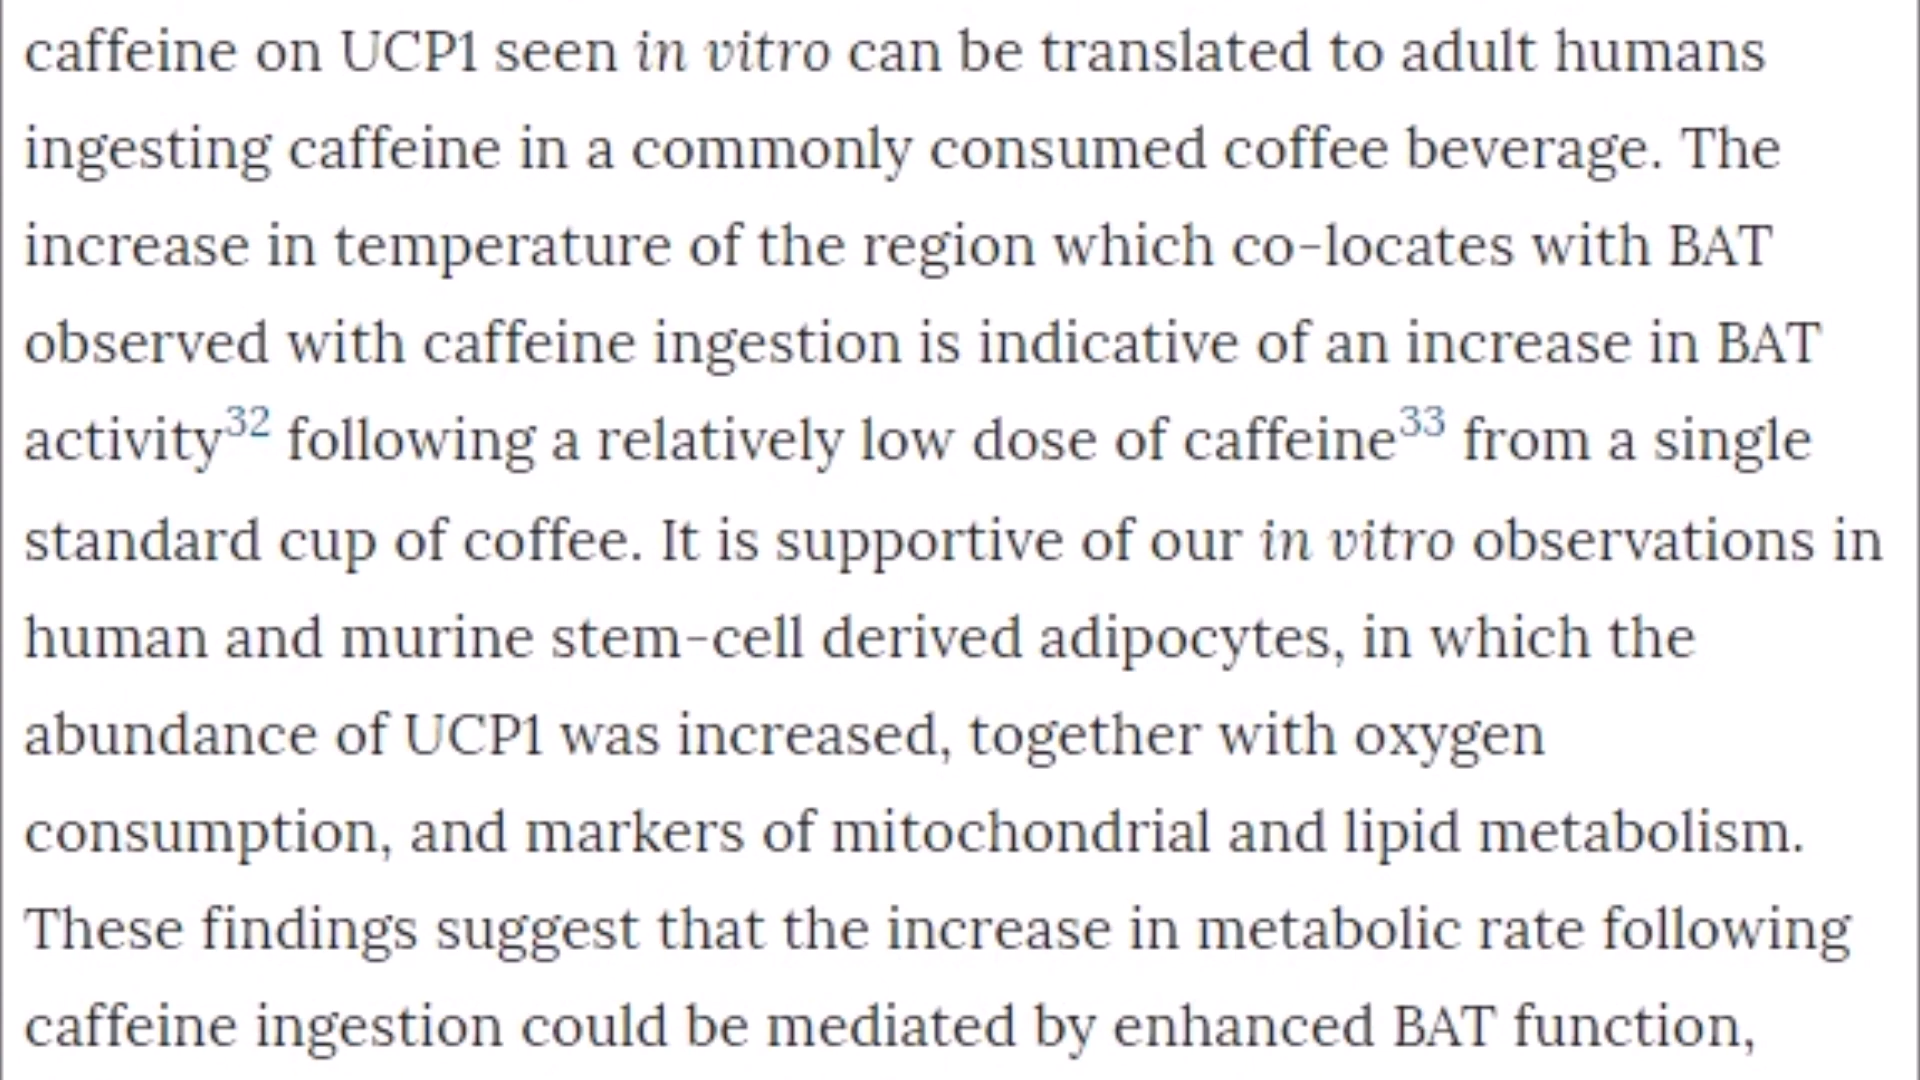 caffeine on UCP1 seen in vitro can be translated to adult humans
ingesting caffeine in a commonly consumed coffee beverage. The
increase in temperature of the region which co-locates with BAT
observed with caffeine ingestion is indicative of an increase in BAT
activity32 following a relatively low dose of caffeine33 from a single
standard cup of coffee. It is supportive of our in vitro observations in
human and murine stem-cell derived adipocytes, in which the
abundance of UCP1 was increased, together with oxygen
consumption, and markers of mitochondrial and lipid metabolism.
These findings suggest that the increase in metabolic rate following
caffeine ingestion could be mediated by enhanced BAT function,